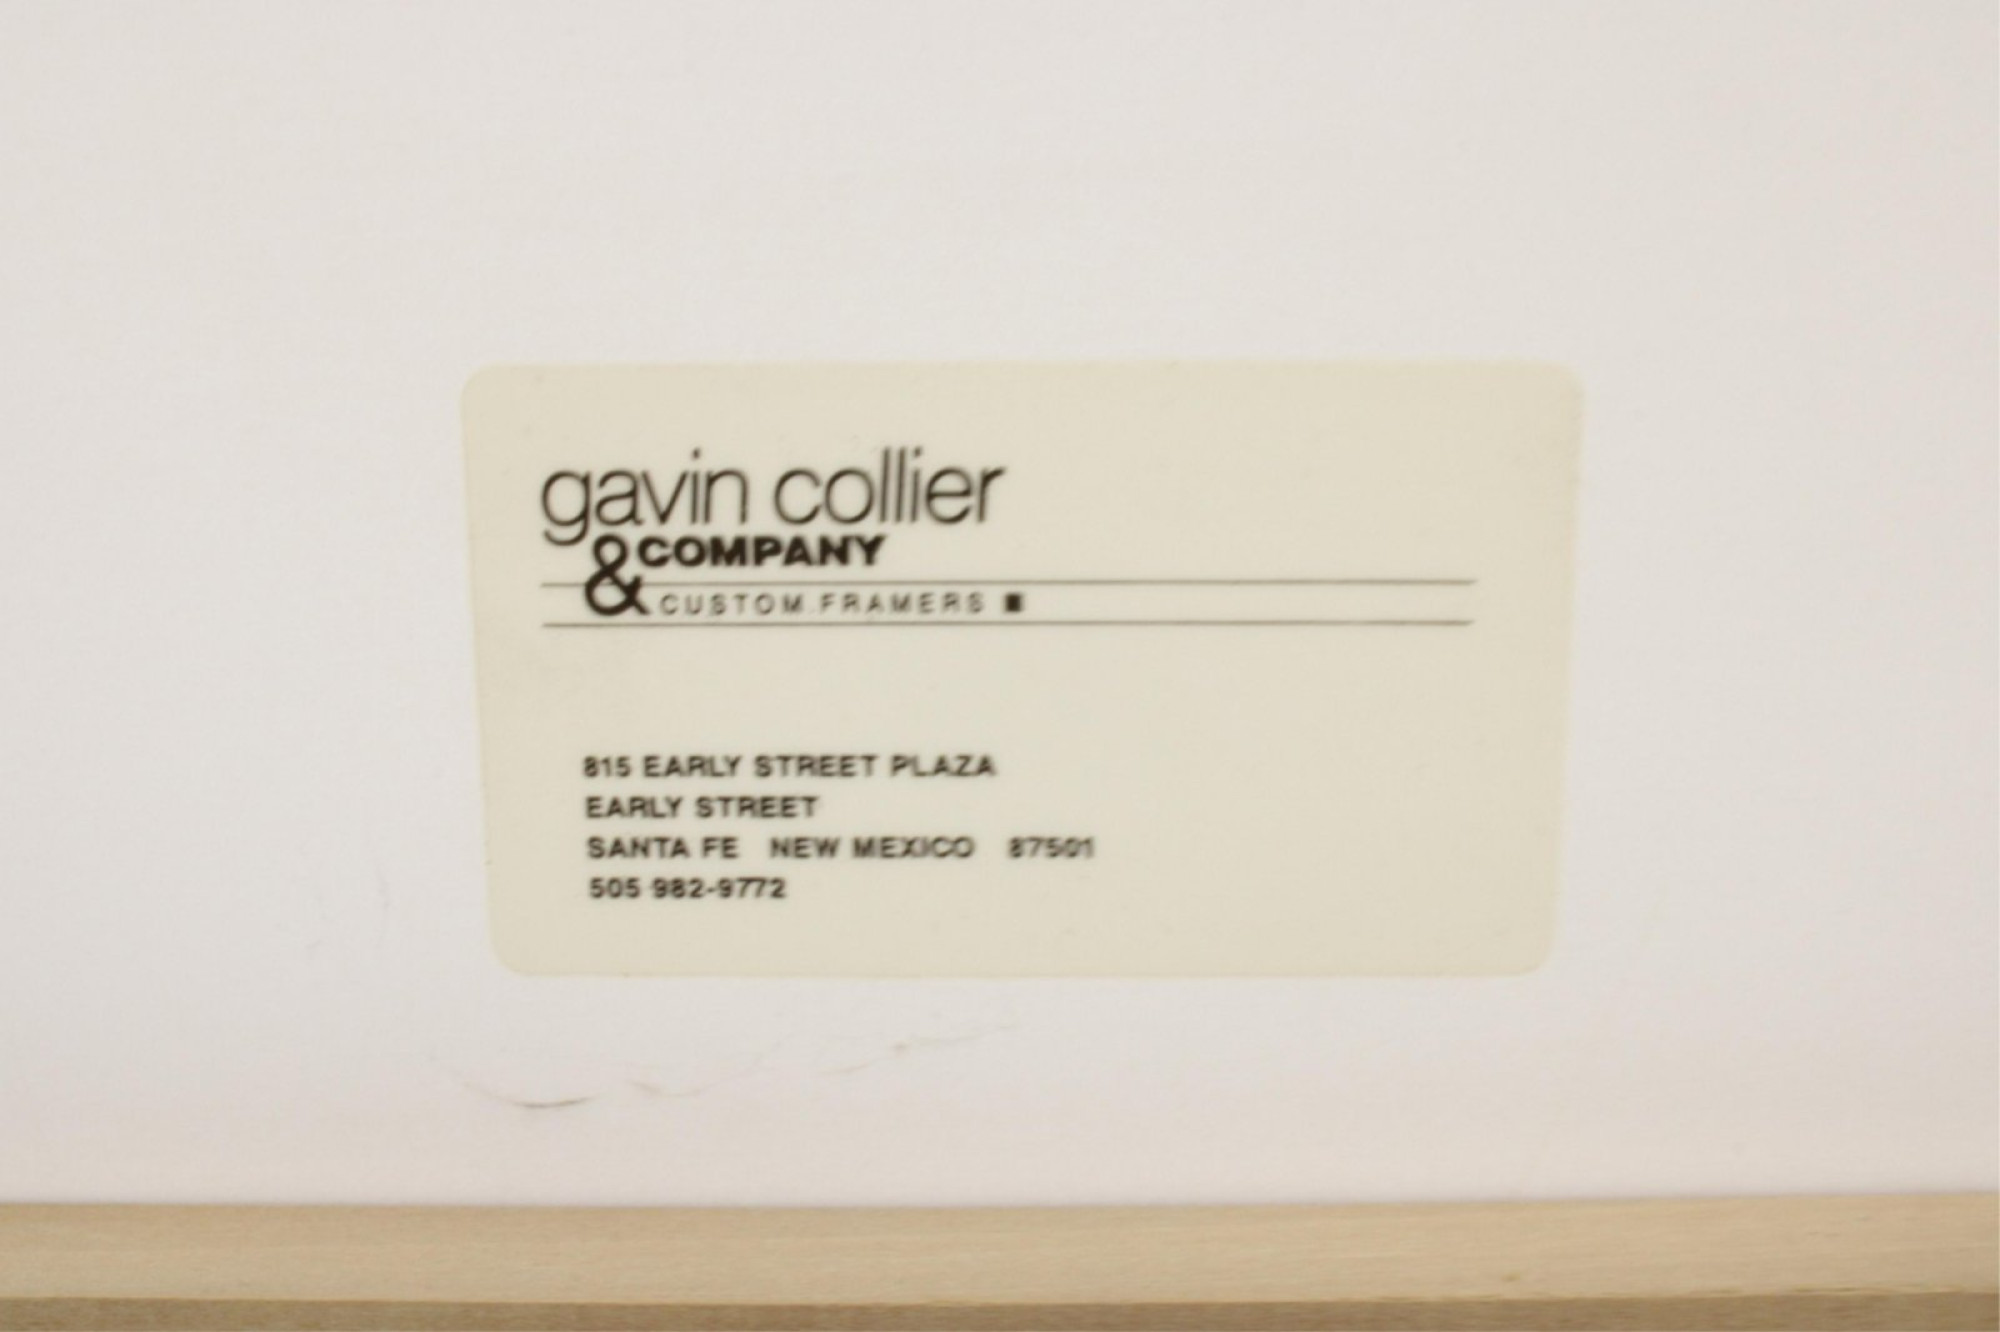 gavin collier
& COMPANY
CUSTOM FRAMERS
815 EARLY STREET PLAZA
EARLY STREET
SANTA FE NEW MEXICO 87501
505 982-9772